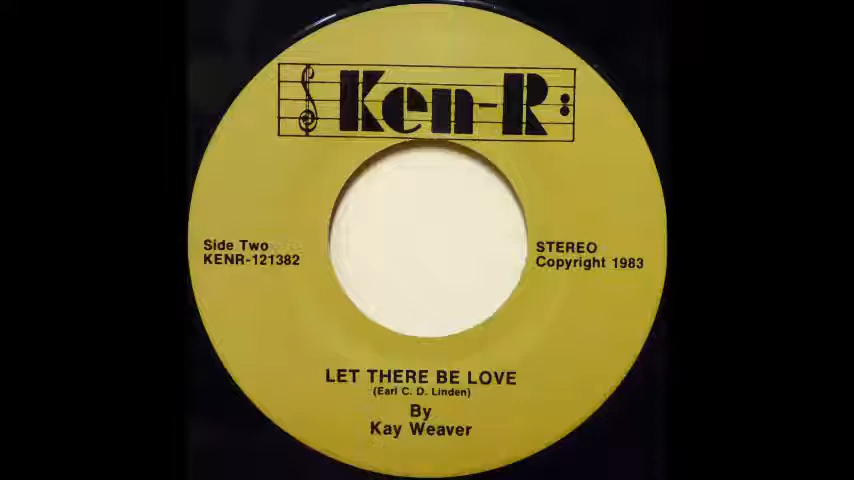 Ken-R
Side Two
KENR-121382
STEREO
Copyright 1983
LET THERE BE LOVE
(Earl C. D. Linden)
By
Kay Weaver